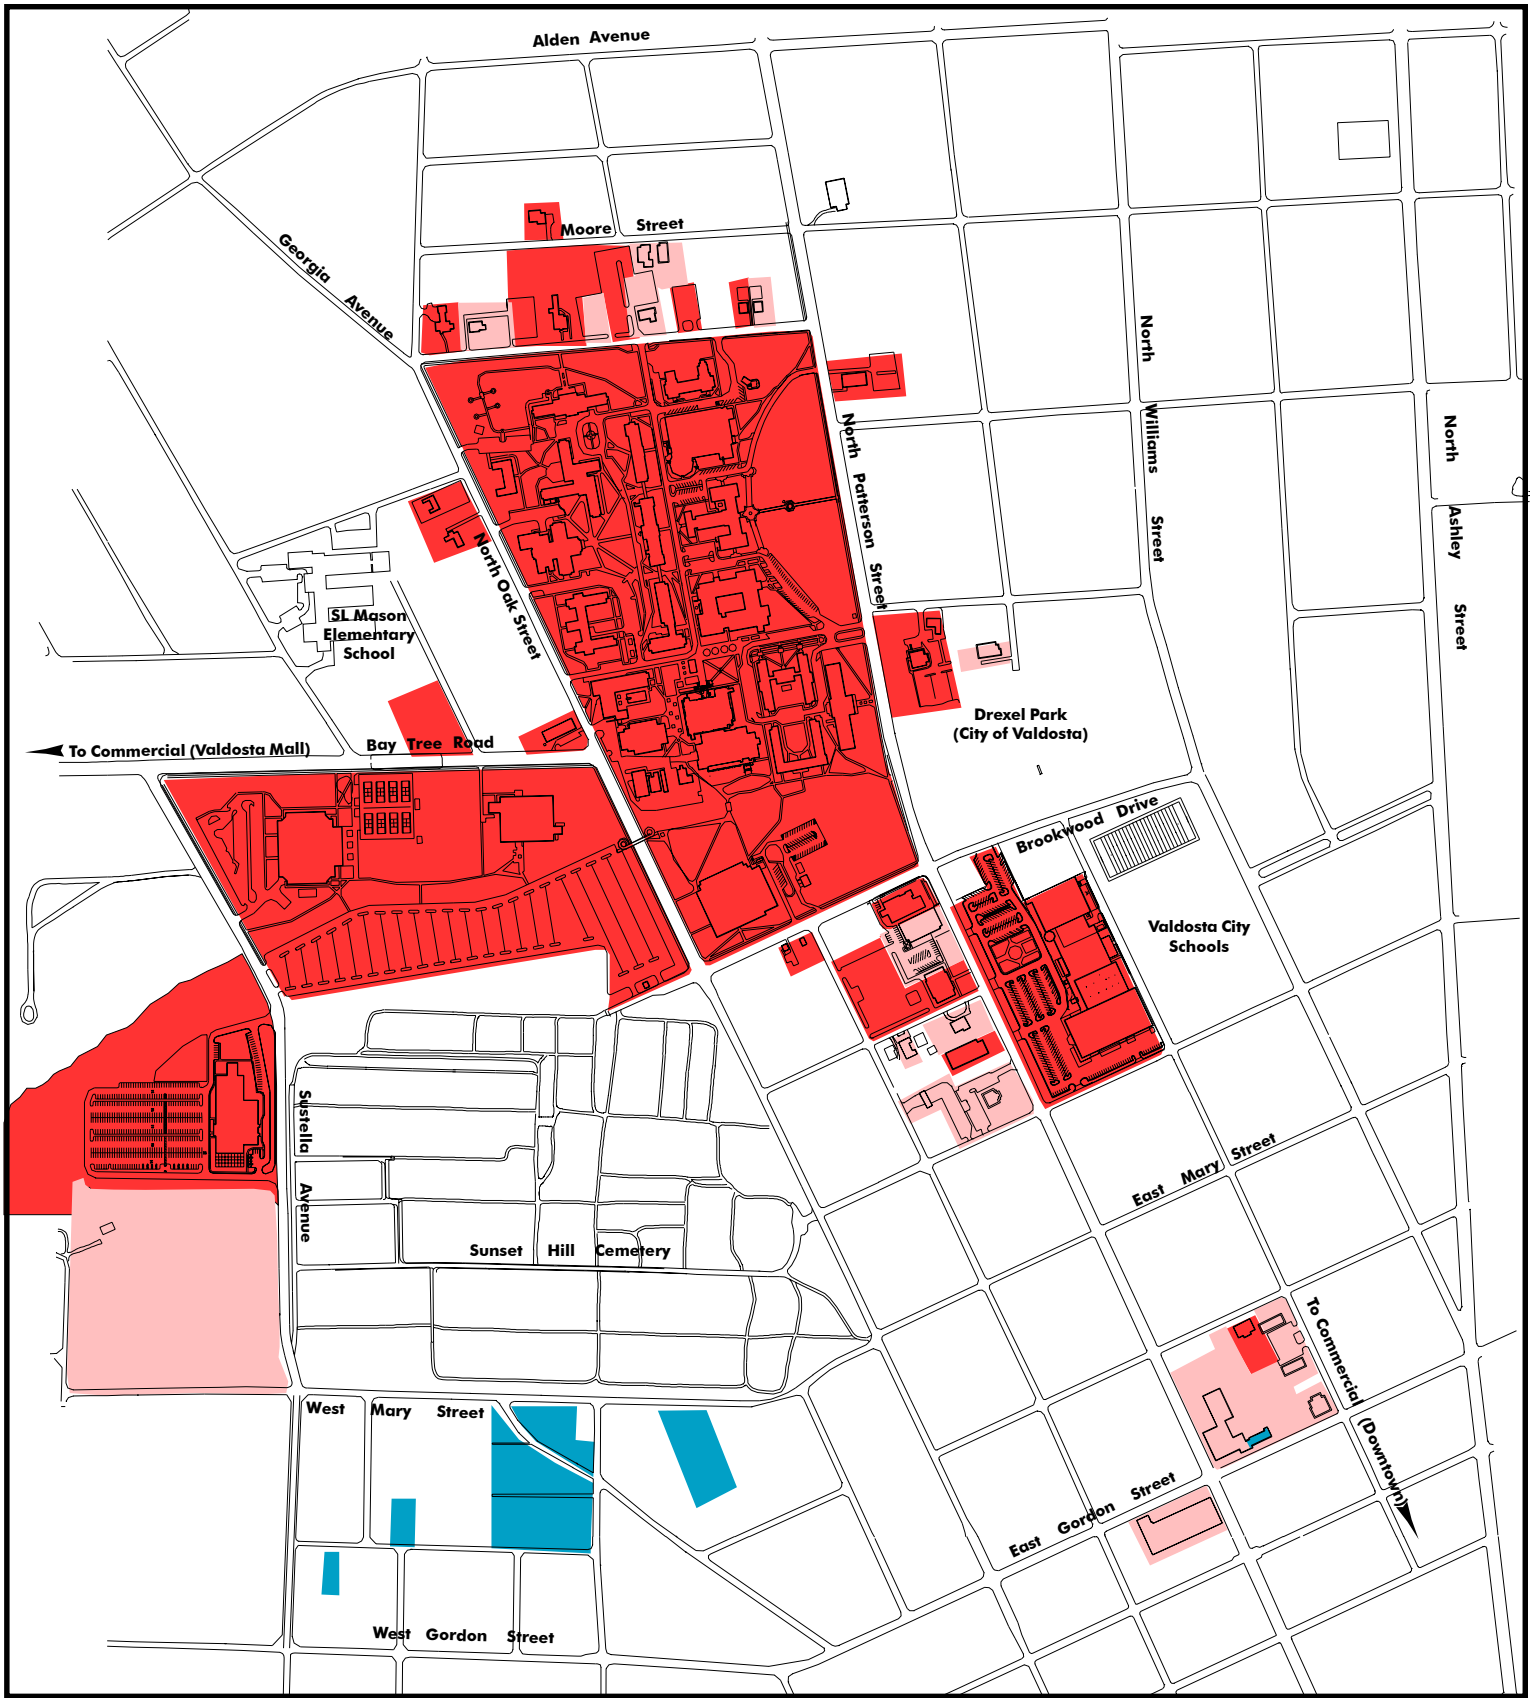 Alden Avenue
Moore Street
Georgia Avenue
North Williams Street
North Ashley Street
North Patterson Street
North Oak Street
SL Mason
Elementary
School
Drexel Park
(City of Valdosta)
To Commercial (Valdosta Mall)
Bay Tree Road
Brookwood Drive
Valdosta City
Schools
Sustella Avenue
East Mary Street
Sunset Hill Cemetery
To Commercial (Downtown)
West Mary Street
East Gordon Street
West Gordon Street